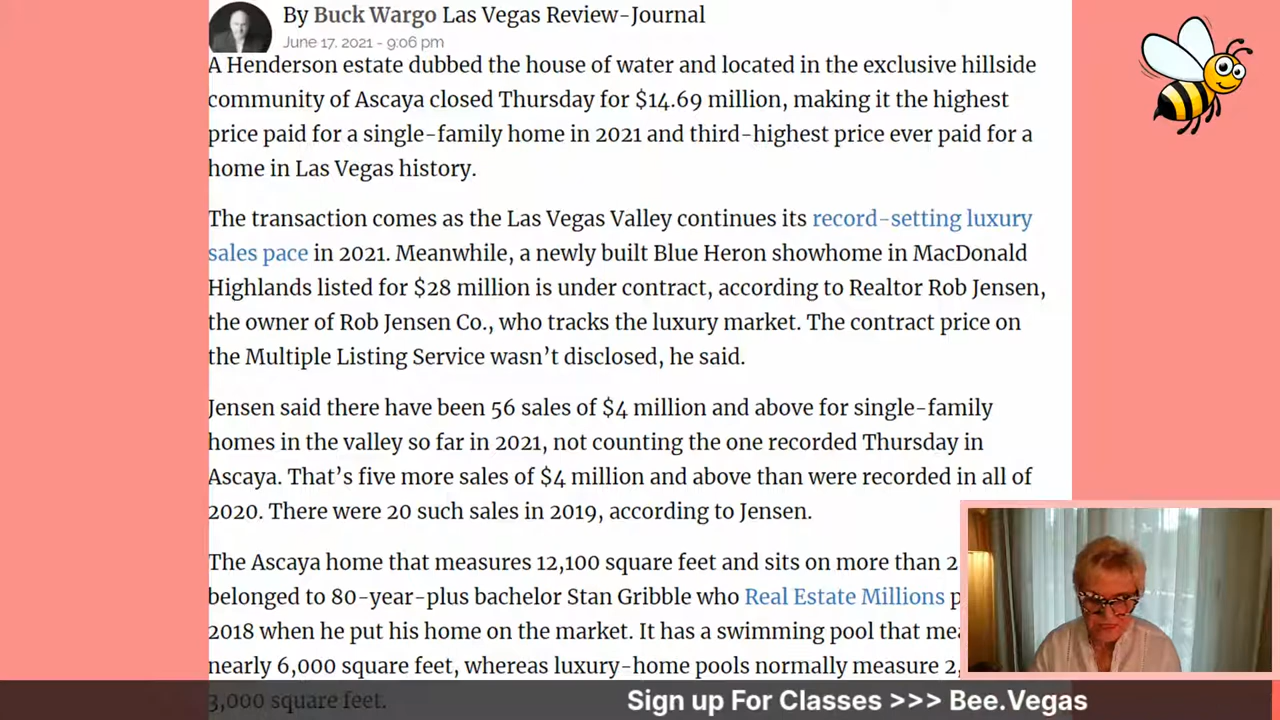 By Buck Wargo Las Vegas Review-Journal
June 17, 2021 - 9:06 pm
A Henderson estate dubbed the house of water and located in the exclusive hillside
community of Ascaya closed Thursday for $14.69 million, making it the highest
price paid for a single-family home in 2021 and third-highest price ever paid for a
home in Las Vegas history.
The transaction comes as the Las Vegas Valley continues its record-setting luxury
sales pace in 2021. Meanwhile, a newly built Blue Heron showhome in MacDonald
Highlands listed for $28 million is under contract, according to Realtor Rob Jensen,
the owner of Rob Jensen Co., who tracks the luxury market. The contract price on
the Multiple Listing Service wasn’t disclosed, he said.
Jensen said there have been 56 sales of $4 million and above for single-family
homes in the valley so far in 2021, not counting the one recorded Thursday in
Ascaya. That’s five more sales of $4 million and above than were recorded in all of
2020. There were 20 such sales in 2019, according to Jensen.
The Ascaya home that measures 12,100 square feet and sits on more than 2
belonged to 80-year-plus bachelor Stan Gribble who Real Estate Millions
2018 when he put his home on the market. It has a swimming pool that
nearly 6,000 square feet, whereas luxury-home pools normally measure 2,
3,000 square feet.
Sign up For Classes >>> Bee.Vegas